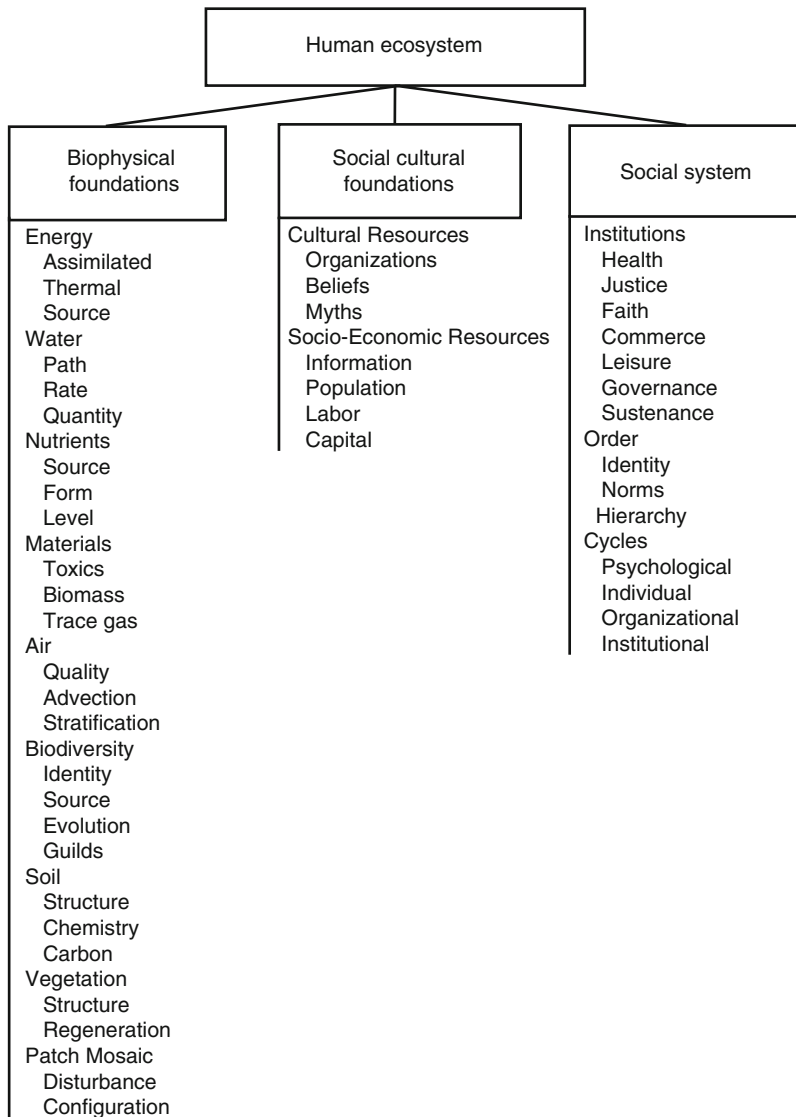 Human ecosystem
Biophysical
foundations
Energy
Assimilated
Thermal
Source
Water
Path
Rate
Quantity
Nutrients
Source
Form
Level
Materials
Toxics
Biomass
Trace gas
Air
Quality
Advection
Stratification
Biodiversity
Identity
Source
Evolution
Guilds
Soil
Structure
Chemistry
Carbon
Vegetation
Structure
Regeneration
Patch Mosaic
Disturbance
Configuration
Social cultural
foundations
Cultural Resources
Organizations
Beliefs
Myths
Socio-Economic Resources
Information
Population
Labor
Capital
Social system
Institutions
Health
Justice
Faith
Commerce
Leisure
Governance
Sustenance
Order
Identity
Norms
Hierarchy
Cycles
Psychological
Individual
Organizational
Institutional